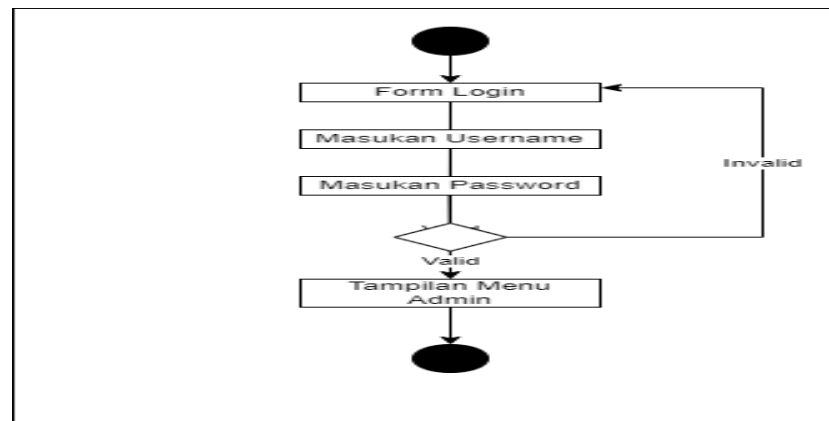 Form Login
Masukan Username
Masukan Password
Invalid
Valid
Tampilan Menu
Admin